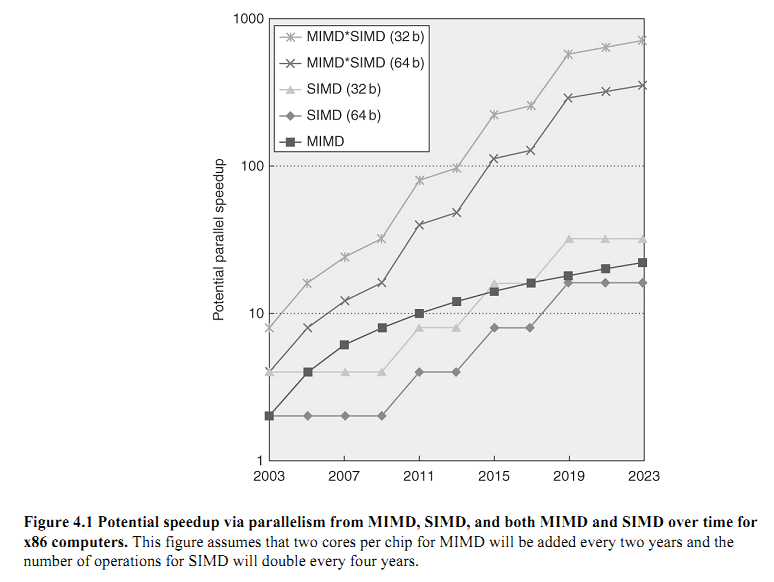 1000
MIMD*SIMD (32 b)
MIMD*SIMD (64 b)
SIMD (32 b)
SIMD (64 b)
MIMD
100
Potential parallel speedup
10
1
2003 2007 2011 2015 2019 2023
Figure 4.1 Potential speedup via parallelism from MIMD, SIMD, and both MIMD and SIMD over time for
x86 computers. This figure assumes that two cores per chip for MIMD will be added every two years and the
number of operations for SIMD will double every four years.